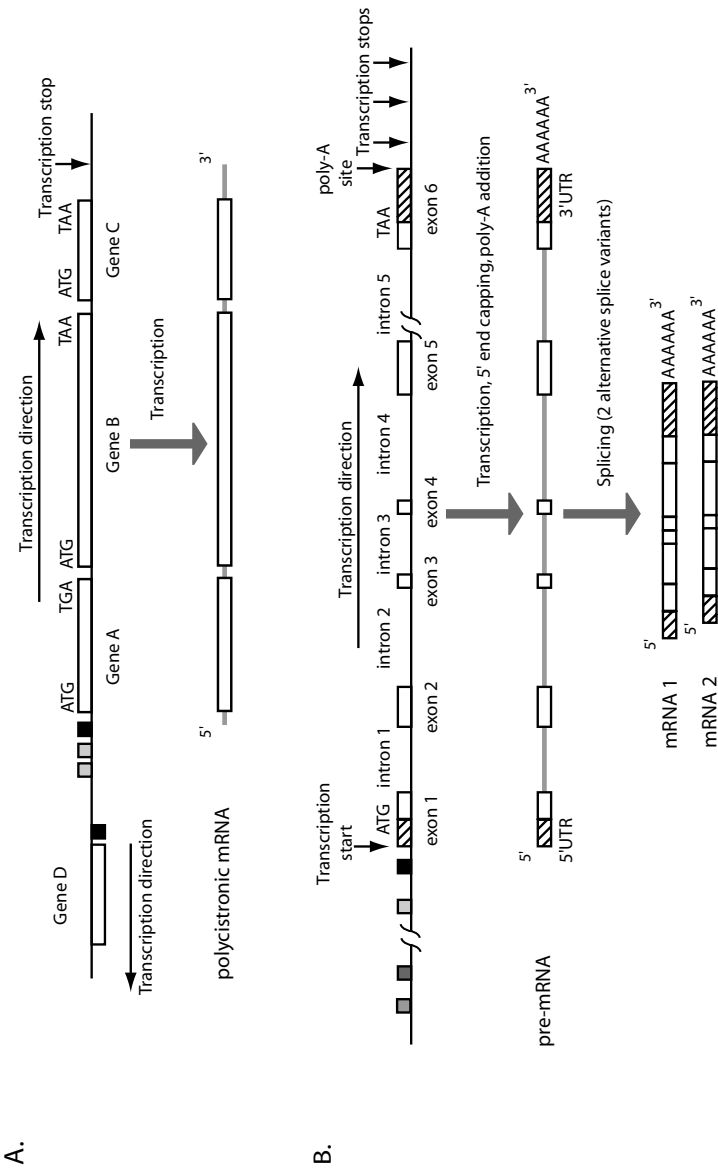 A.
Transcription direction
Transcription stop
ATG
TGA
ATG
TAA
ATG
TAA
Gene D
Gene A
Gene B
Gene C
Transcription direction
Transcription
5'
3'
polycistronic mRNA
B.
Transcription
start
Transcription direction
poly-A
site
Transcription stops
ATG
intron 1
intron 2
intron 3
intron 4
intron 5
TAA
exon 1
exon 2
exon 3
exon 4
exon 5
exon 6
Transcription, 5' end capping, poly-A addition
pre-mRNA
5'
AAAAAA
3'
5'UTR
3'UTR
Splicing (2 alternative splice variants)
mRNA 1
5'
AAAAAA
3'
mRNA 2
5'
AAAAAA
3'